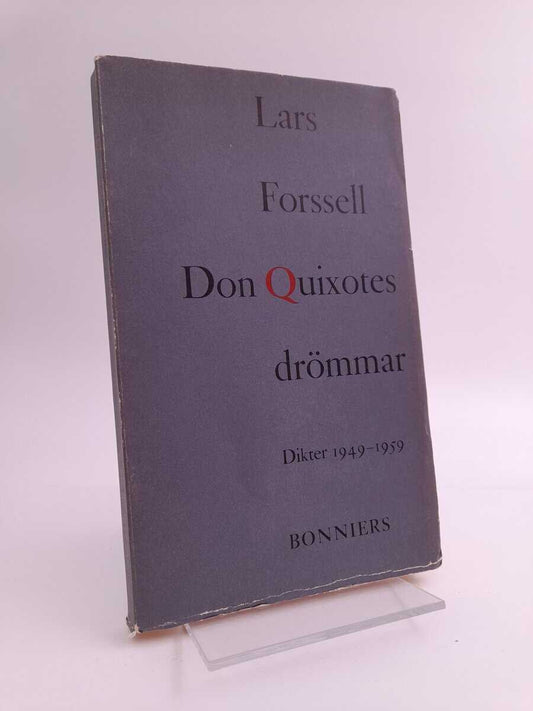 Lars
Forssell
Don Quixotes
drömmar
Dikter 1949–1959
BONNIERS